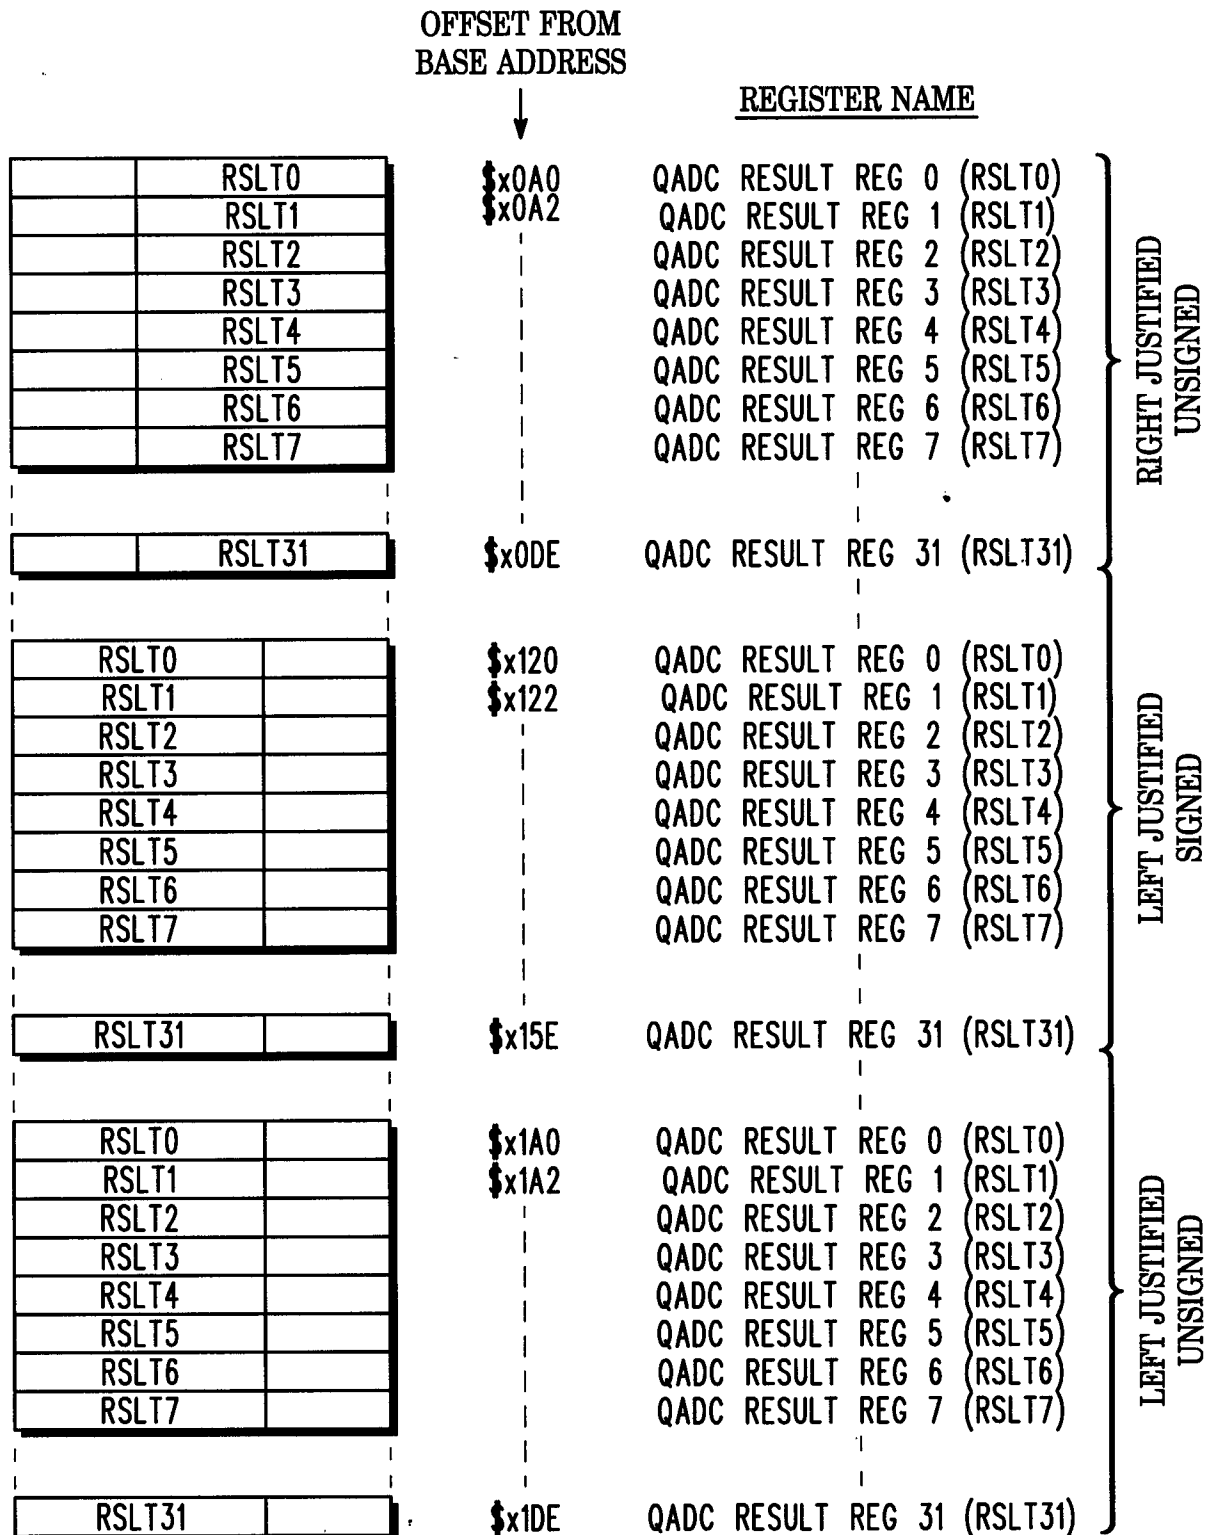 OFFSET FROM
BASE ADDRESS
REGISTER NAME
RSLT0 $x0A0 QADC RESULT REG 0 (RSLT0)
RSLT1 $x0A2 QADC RESULT REG 1 (RSLT1)
RSLT2 QADC RESULT REG 2 (RSLT2)
RSLT3 QADC RESULT REG 3 (RSLT3)
RSLT4 QADC RESULT REG 4 (RSLT4)
RSLT5 QADC RESULT REG 5 (RSLT5)
RSLT6 QADC RESULT REG 6 (RSLT6)
RSLT7 QADC RESULT REG 7 (RSLT7)
RSLT31 $x0DE QADC RESULT REG 31 (RSLT31)
RIGHT JUSTIFIED
UNSIGNED
RSLT0 $x120 QADC RESULT REG 0 (RSLT0)
RSLT1 $x122 QADC RESULT REG 1 (RSLT1)
RSLT2 QADC RESULT REG 2 (RSLT2)
RSLT3 QADC RESULT REG 3 (RSLT3)
RSLT4 QADC RESULT REG 4 (RSLT4)
RSLT5 QADC RESULT REG 5 (RSLT5)
RSLT6 QADC RESULT REG 6 (RSLT6)
RSLT7 QADC RESULT REG 7 (RSLT7)
RSLT31 $x15E QADC RESULT REG 31 (RSLT31)
LEFT JUSTIFIED
SIGNED
RSLT0 $x1A0 QADC RESULT REG 0 (RSLT0)
RSLT1 $x1A2 QADC RESULT REG 1 (RSLT1)
RSLT2 QADC RESULT REG 2 (RSLT2)
RSLT3 QADC RESULT REG 3 (RSLT3)
RSLT4 QADC RESULT REG 4 (RSLT4)
RSLT5 QADC RESULT REG 5 (RSLT5)
RSLT6 QADC RESULT REG 6 (RSLT6)
RSLT7 QADC RESULT REG 7 (RSLT7)
RSLT31 $x1DE QADC RESULT REG 31 (RSLT31)
LEFT JUSTIFIED
UNSIGNED